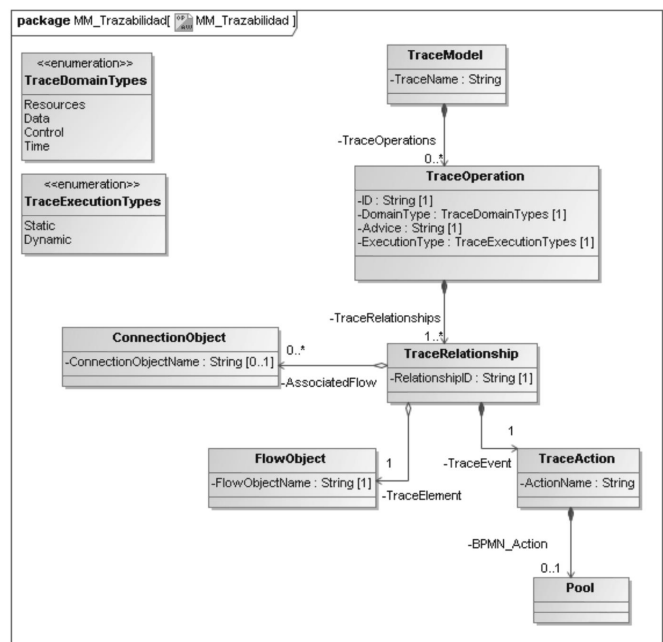 package MM_Trazabilidad[ MM_Trazabilidad ]
<<enumeration>>
TraceDomainTypes
Resources
Data
Control
Time
<<enumeration>>
TraceExecutionTypes
Static
Dynamic
TraceModel
-TraceName : String
-TraceOperations
0..*
TraceOperation
-ID : String [1]
-DomainType : TraceDomainTypes [1]
-Advice : String [1]
-ExecutionType : TraceExecutionTypes [1]
-TraceRelationships
1..*
ConnectionObject
-ConnectionObjectName : String [0..1]
0..*
-AssociatedFlow
TraceRelationship
-RelationshipID : String [1]
FlowObject
-FlowObjectName : String [1]
1
-TraceElement
1
-TraceEvent
TraceAction
-ActionName : String
-BPMN_Action
0..1
Pool